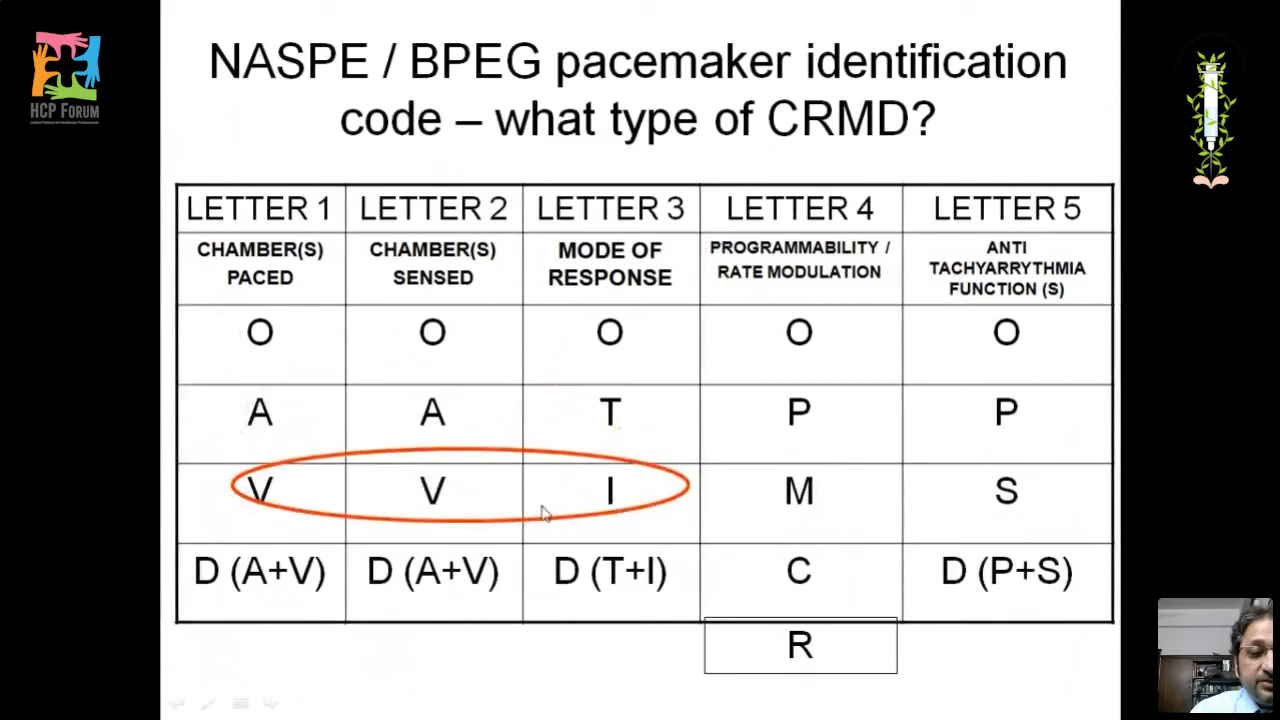 NASPE / BPEG pacemaker identification
code – what type of CRMD?
HCP FORUM
LETTER 1 LETTER 2 LETTER 3 LETTER 4 LETTER 5
CHAMBER(S) PACED CHAMBER(S) SENSED MODE OF RESPONSE PROGRAMMABILITY / RATE MODULATION ANTI TACHYARRYTHMIA FUNCTION (S)
O O O O O
A A T P P
V V I M S
D (A+V) D (A+V) D (T+I) C D (P+S)
R